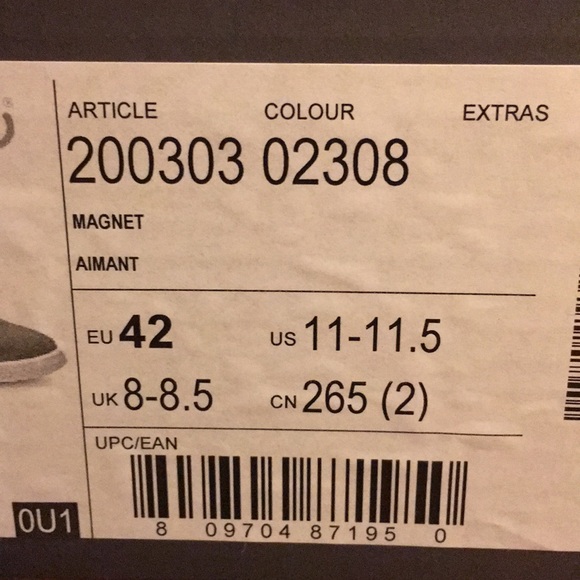 ARTICLE COLOUR EXTRAS
200303 02308
MAGNET
AIMANT
EU 42 US 11-11.5
UK 8-8.5 CN 265 (2)
UPC/EAN
8 09704 87195 0
0U1